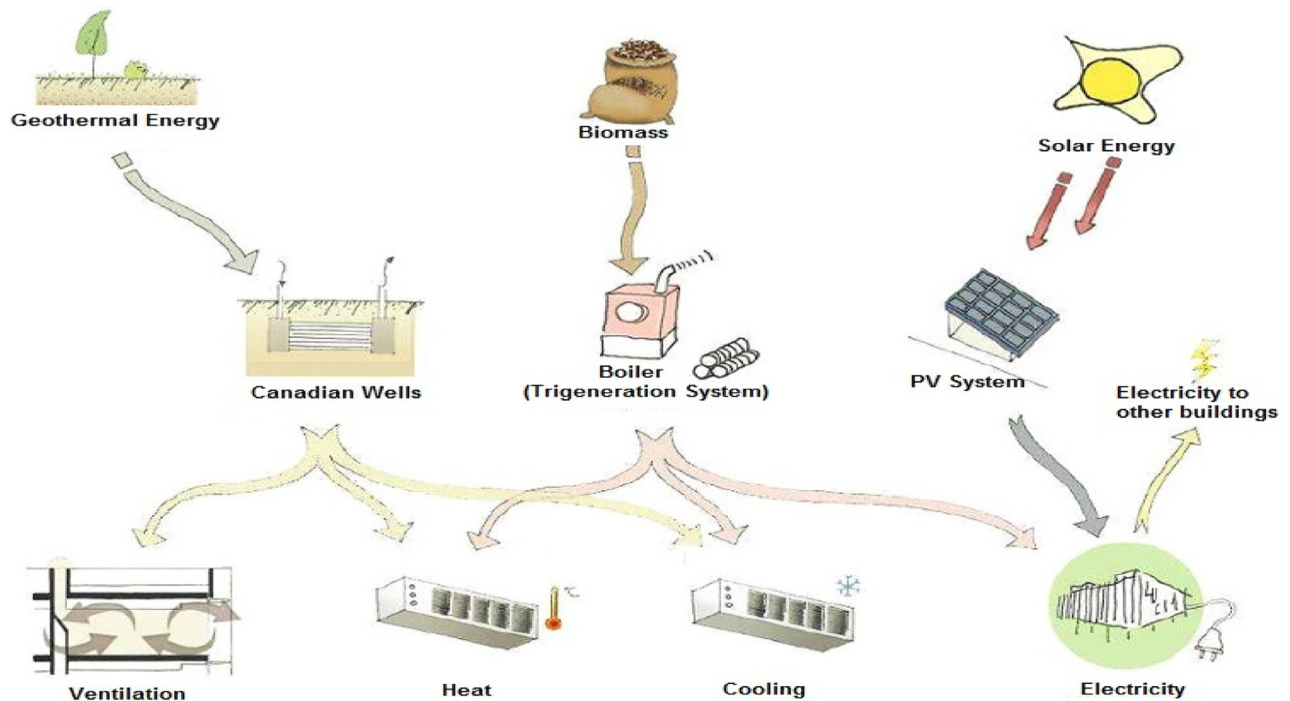 Geothermal Energy
Biomass
Solar Energy
Canadian Wells
Boiler
(Trigeneration System)
PV System
Electricity to
other buildings
°C
Ventilation
Heat
Cooling
Electricity